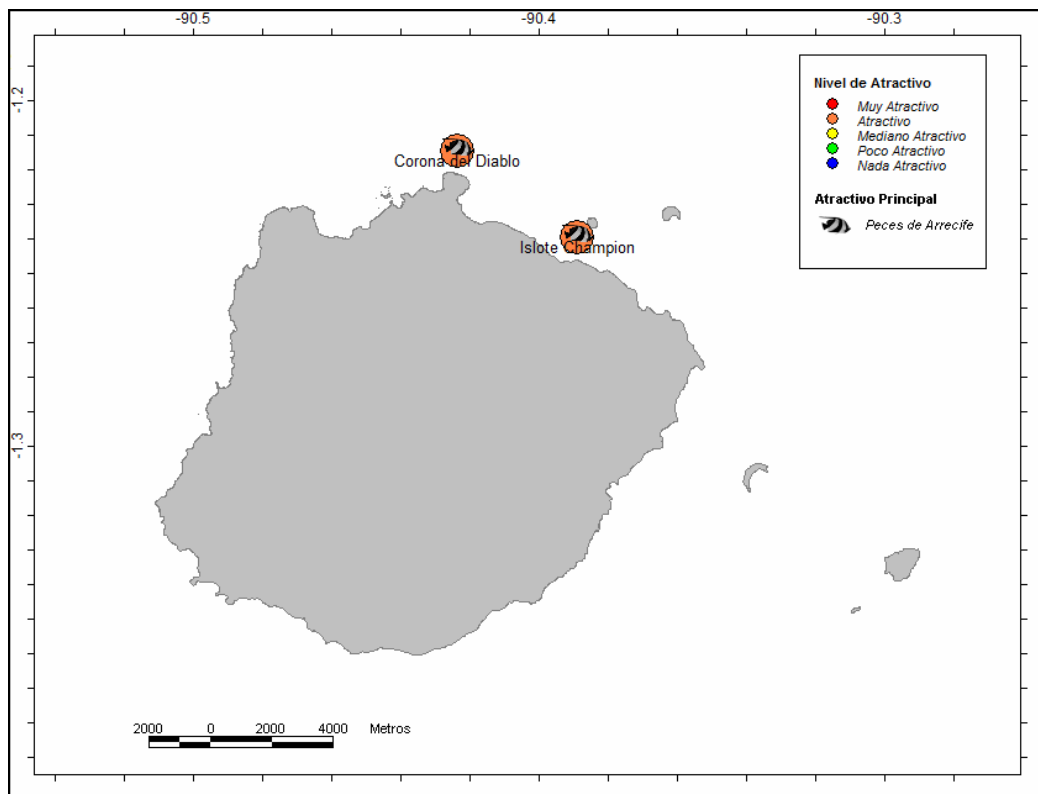 -90.5 -90.4 -90.3
-1.2
-1.3
Nivel de Atractivo
Muy Atractivo
Atractivo
Mediano Atractivo
Poco Atractivo
Nada Atractivo
Atractivo Principal
Peces de Arrecife
Corona del Diablo
Islote Champion
2000 0 2000 4000 Metros